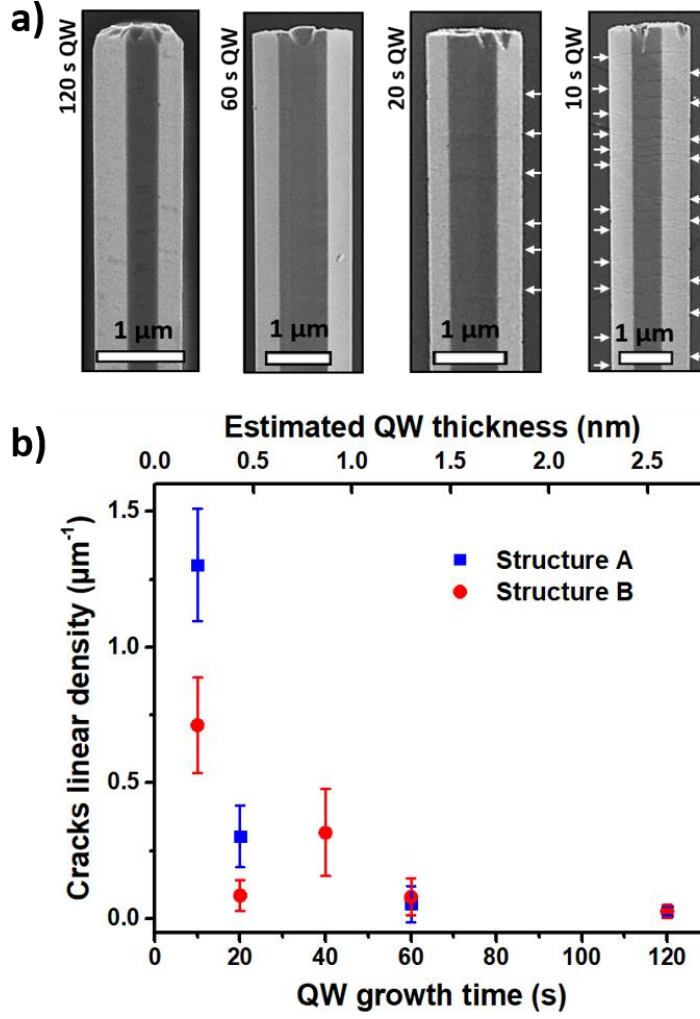 a)
120 s QW
60 s QW
20 s QW
10 s QW
1 µm
1 µm
1 µm
1 µm
b)
Estimated QW thickness (nm)
0.0 0.5 1.0 1.5 2.0 2.5
Cracks linear density (µm⁻¹)
1.5
1.0
0.5
0.0
Structure A
Structure B
0 20 40 60 80 100 120
QW growth time (s)